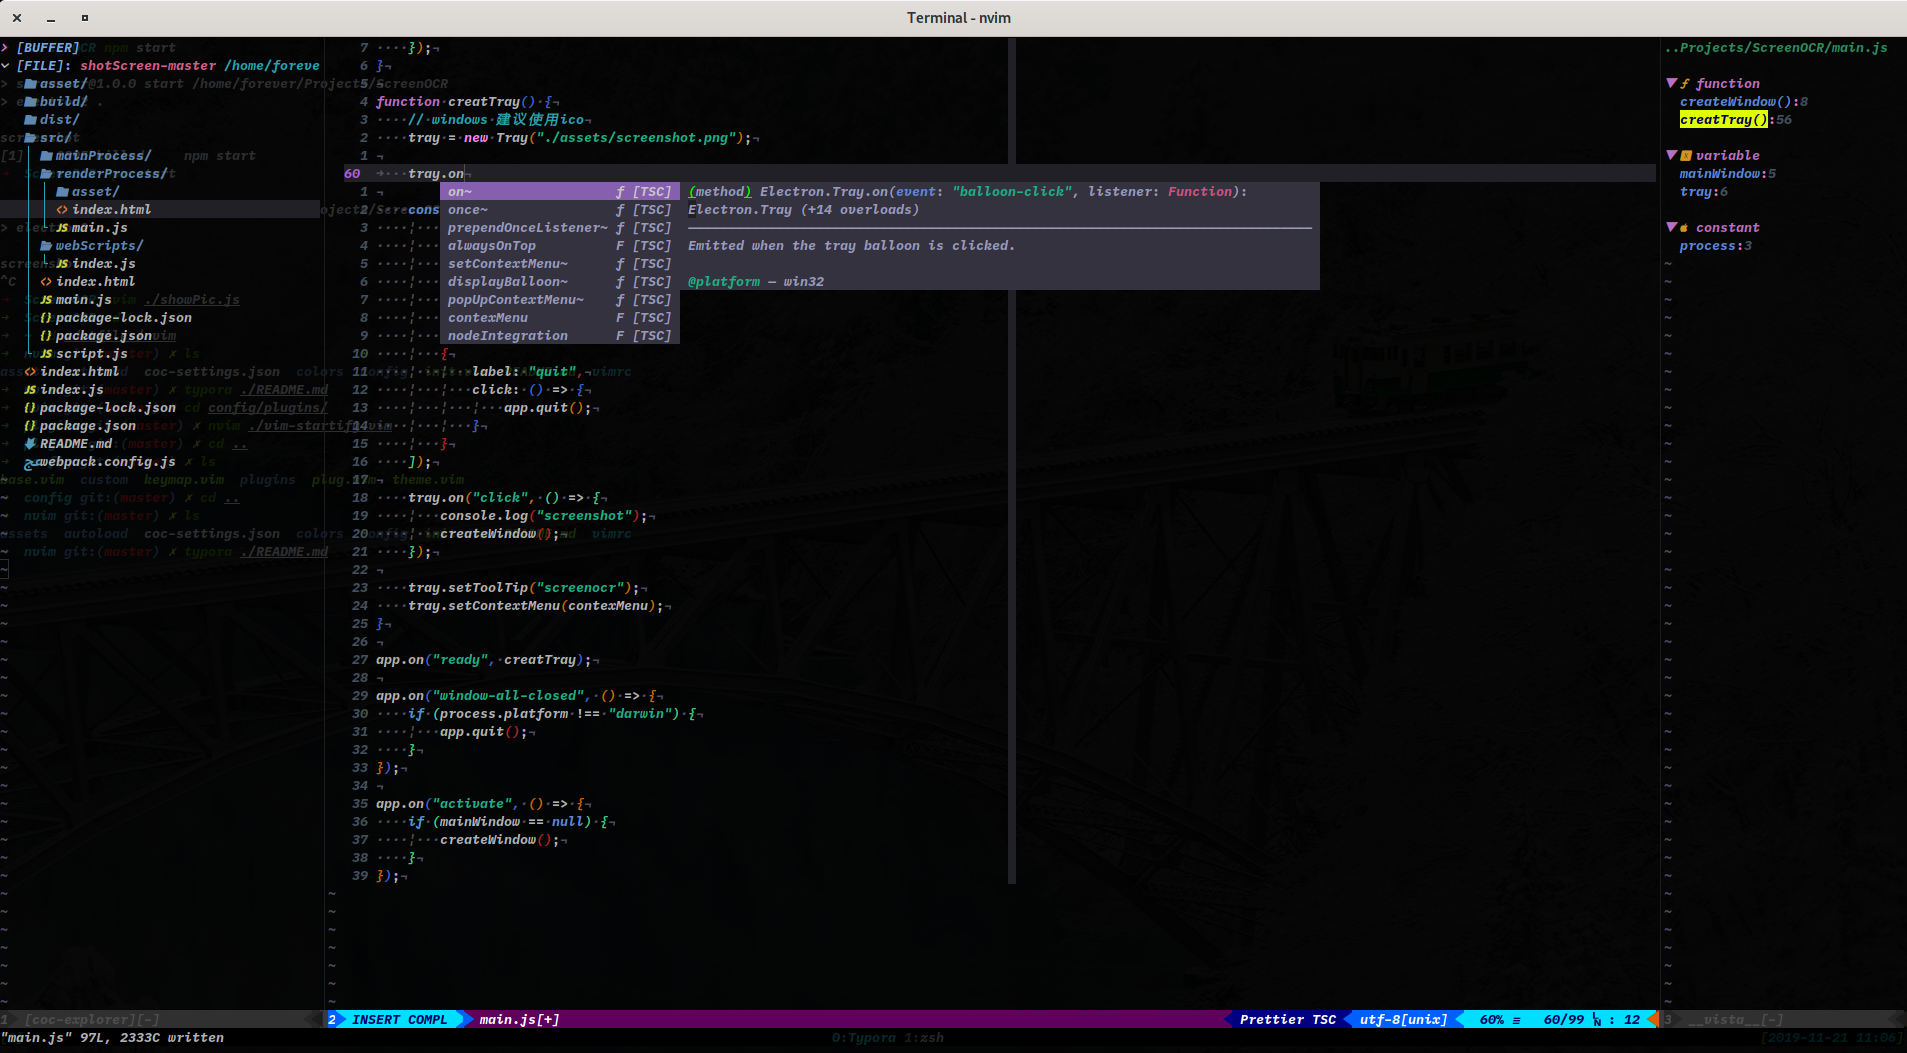 Terminal - nvim
[BUFFER]
[FILE]: shotScreen-master /home/foreve
asset/
build/
dist/
src/
mainProcess/
renderProcess/
asset/
index.html
main.js
webScripts/
index.js
index.html
main.js
package-lock.json
package.json
script.js
index.html
index.js
package-lock.json
package.json
README.md
webpack.config.js
7 ····});¬
6 }¬
5 ¬
4 function·creatTray()·{¬
3 ····//·windows·建议使用ico¬
2 ····tray·=·new·Tray("./assets/screenshot.png");¬
1 ¬
60 tray.on¬
1 ¬
2 ····cons
3
4
5
6
7
8
9
10 ····¦···{¬
11 ····¦···¦···label:·"quit",¬
12 ····¦···¦···click:·()·=>·{¬
13 ····¦···¦···¦···app.quit();¬
14 ····¦···¦···}¬
15 ····¦···}¬
16 ····]);¬
17 ¬
18 ····tray.on("click",·()·=>·{¬
19 ····¦···console.log("screenshot");¬
20 ····¦···createWindow();¬
21 ····});¬
22 ¬
23 ····tray.setToolTip("screenocr");¬
24 ····tray.setContextMenu(contexMenu);¬
25 }¬
26 ¬
27 app.on("ready",·creatTray);¬
28 ¬
29 app.on("window-all-closed",·()·=>·{¬
30 ····if·(process.platform·!==·"darwin")·{¬
31 ····¦···app.quit();¬
32 ····}¬
33 });¬
34 ¬
35 app.on("activate",·()·=>·{¬
36 ····if·(mainWindow·==·null)·{¬
37 ····¦···createWindow();¬
38 ····}¬
39 });¬
on~ ƒ [TSC]
once~ ƒ [TSC]
prependOnceListener~ ƒ [TSC]
alwaysOnTop F [TSC]
setContextMenu~ ƒ [TSC]
displayBalloon~ ƒ [TSC]
popUpContextMenu~ ƒ [TSC]
contexMenu F [TSC]
nodeIntegration F [TSC]
(method) Electron.Tray.on(event: "balloon-click", listener: Function):
Electron.Tray (+14 overloads)
Emitted when the tray balloon is clicked.
@platform — win32
..Projects/ScreenOCR/main.js
ƒ function
createWindow():8
creatTray():56
variable
mainWindow:5
tray:6
constant
process:3
1 [coc-explorer][-]
2 INSERT COMPL main.js[+] Prettier TSC utf-8[unix] 60% ≡ 60/99 : 12
3 __vista__[-]
"main.js" 97L, 2333C written
0:Typora 1:zsh
[2019-11-21 11:06]